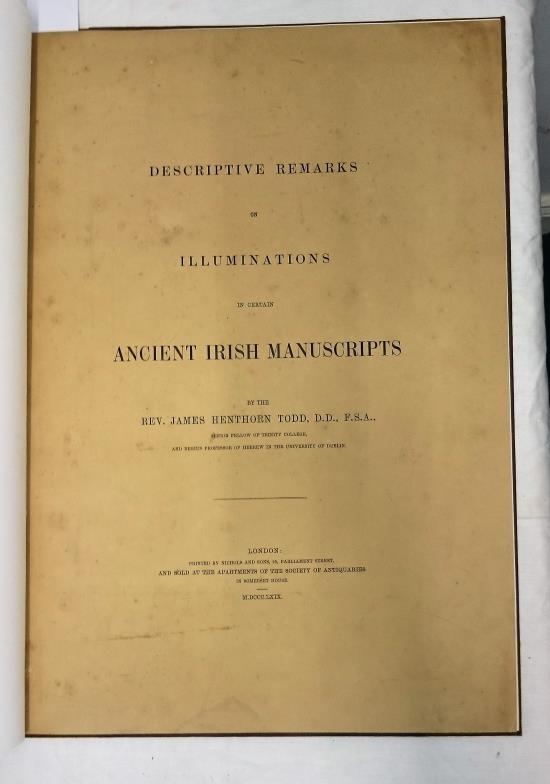 DESCRIPTIVE REMARKS
ON
ILLUMINATIONS
IN CERTAIN
ANCIENT IRISH MANUSCRIPTS
BY THE
REV. JAMES HENTHORN TODD, D.D., F.S.A.,
SENIOR FELLOW OF TRINITY COLLEGE,
AND REGIUS PROFESSOR OF HEBREW IN THE UNIVERSITY OF DUBLIN.
LONDON:
PRINTED BY NICHOLS AND SONS, 25, PARLIAMENT STREET,
AND SOLD AT THE APARTMENTS OF THE SOCIETY OF ANTIQUARIES
IN SOMERSET HOUSE.
M.DCCC.LXIX.